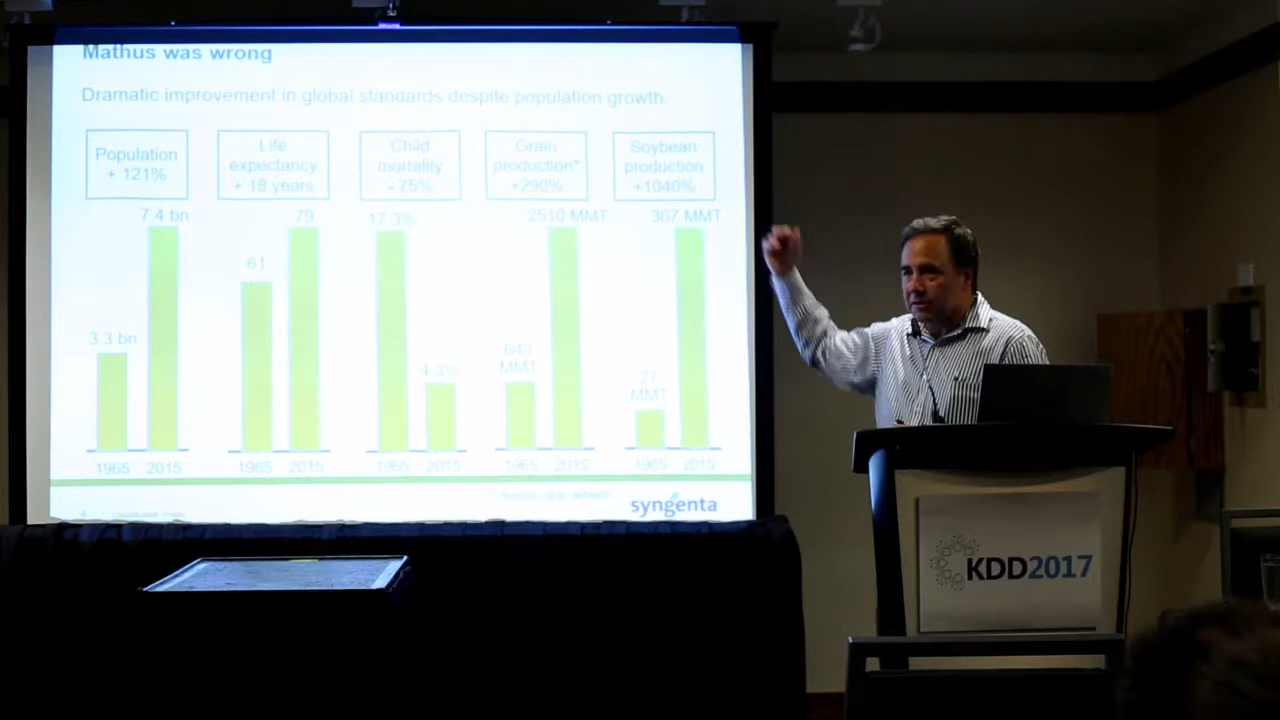 Mathus was wrong
Dramatic improvement in global standards despite population growth.
Population
+ 121%
Life
expectancy
+ 18 years
Child
mortality
- 75%
Grain
production*
+290%
Soybean
production
+1040%
3.3 bn
7.4 bn
1965 2015
61
79
1965 2015
17.3%
4.3%
1965 2015
643
MMT
2510 MMT
1965 2015
27
MMT
307 MMT
1965 2015
4
syngenta
KDD2017